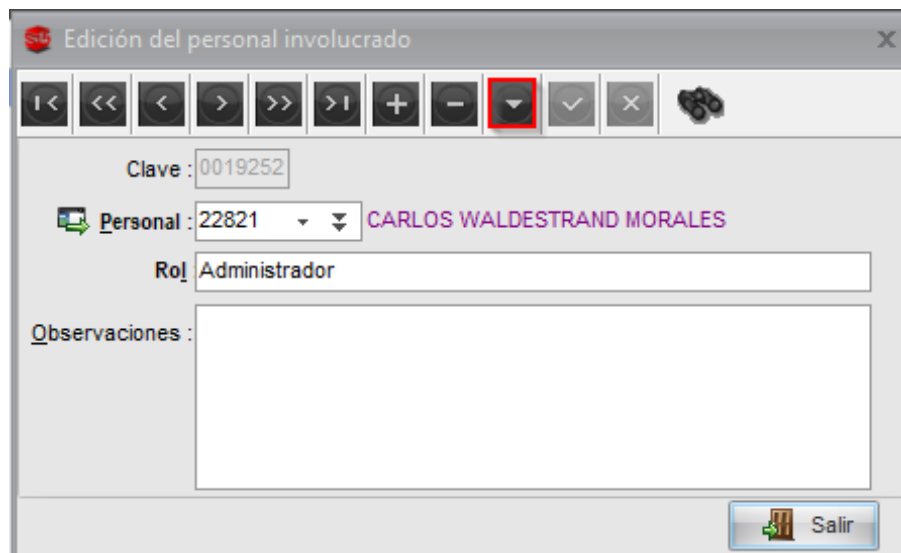 Edición del personal involucrado
Clave : 0019252
Personal : 22821 CARLOS WALDESTRAND MORALES
Rol Administrador
Observaciones :
Salir